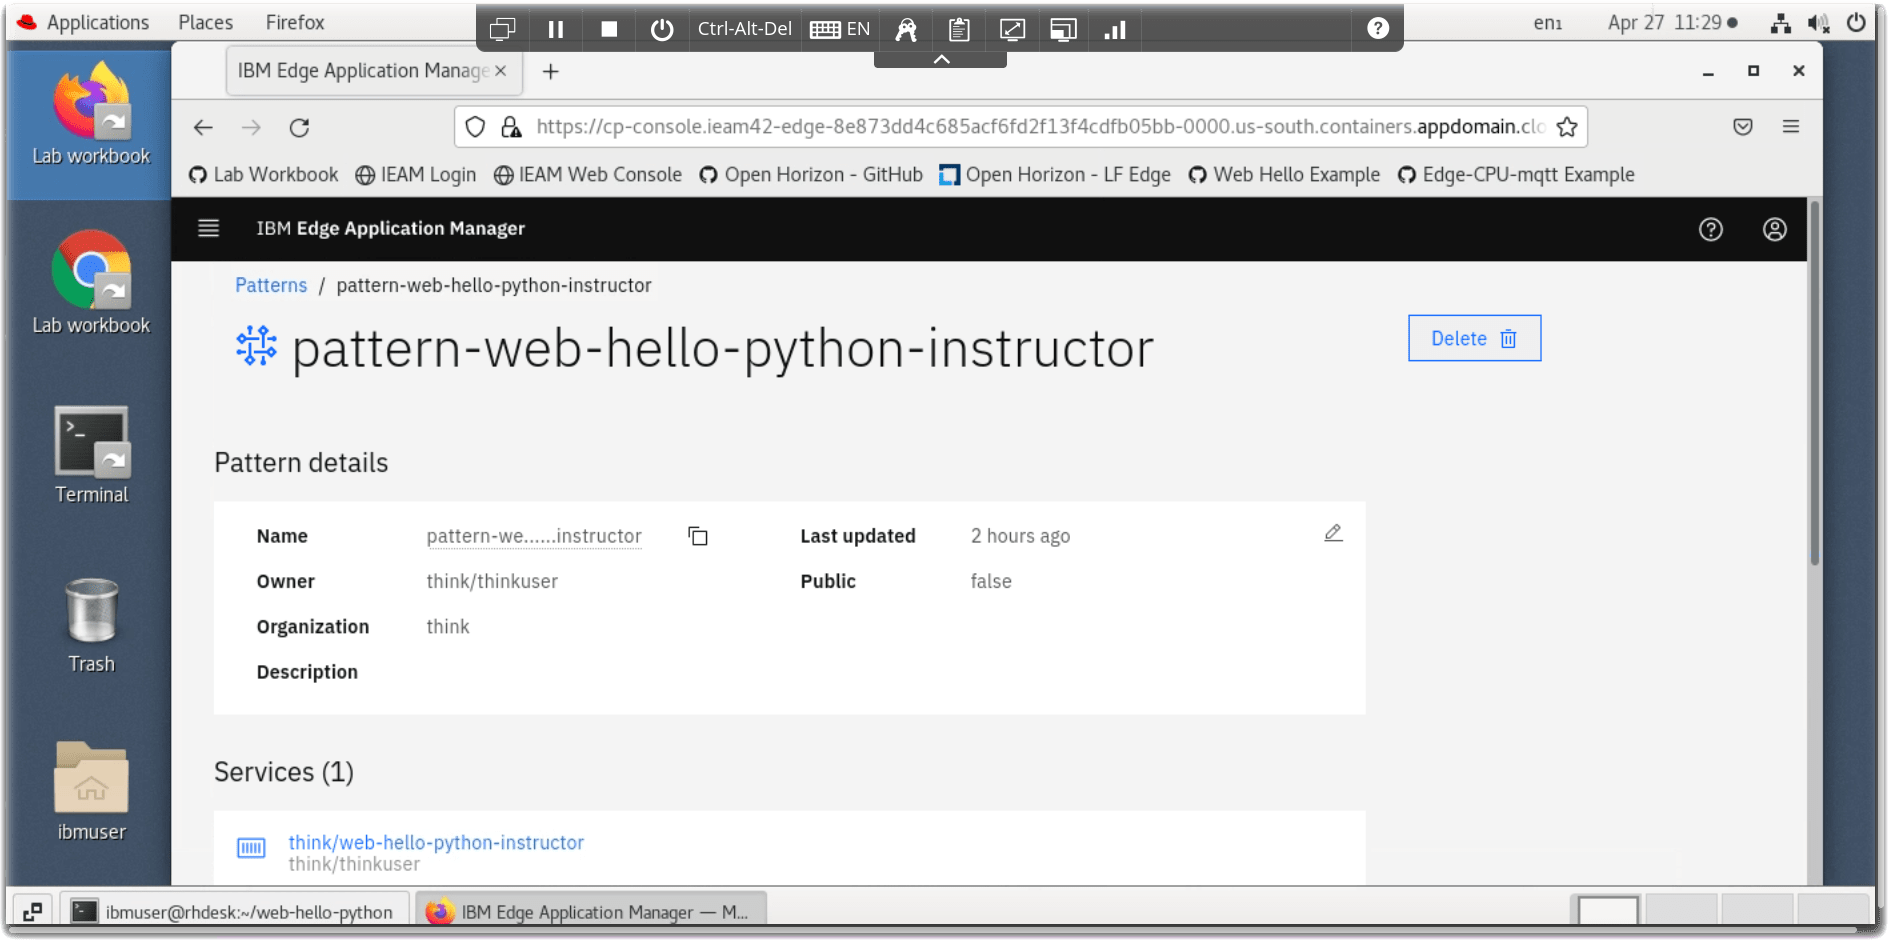 Applications Places Firefox
Ctrl-Alt-Del EN
en₁ Apr 27 11:29
IBM Edge Application Manage
https://cp-console.ieam42-edge-8e873dd4c685acf6fd2f13f4cdfb05bb-0000.us-south.containers.appdomain.clo
Lab Workbook IEAM Login IEAM Web Console Open Horizon - GitHub Open Horizon - LF Edge Web Hello Example Edge-CPU-mqtt Example
IBM Edge Application Manager
Lab workbook
Lab workbook
Terminal
Trash
ibmuser
Patterns / pattern-web-hello-python-instructor
pattern-web-hello-python-instructor
Delete
Pattern details
Name pattern-we......instructor Last updated 2 hours ago
Owner think/thinkuser Public false
Organization think
Description
Services (1)
think/web-hello-python-instructor
think/thinkuser
ibmuser@rhdesk:~/web-hello-python IBM Edge Application Manager — M...